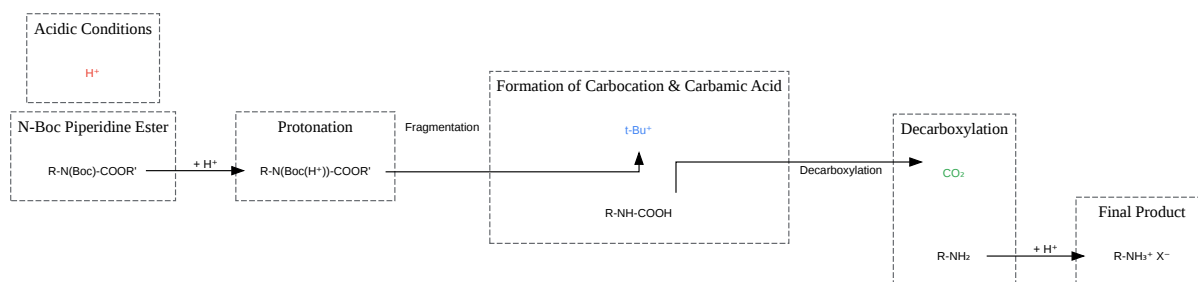 Acidic Conditions
H⁺
N-Boc Piperidine Ester
R-N(Boc)-COOR'
+ H⁺
Protonation
R-N(Boc(H⁺))-COOR'
Fragmentation
Formation of Carbocation & Carbamic Acid
t-Bu⁺
R-NH-COOH
Decarboxylation
Decarboxylation
CO₂
R-NH₂
+ H⁺
Final Product
R-NH₃⁺ X⁻